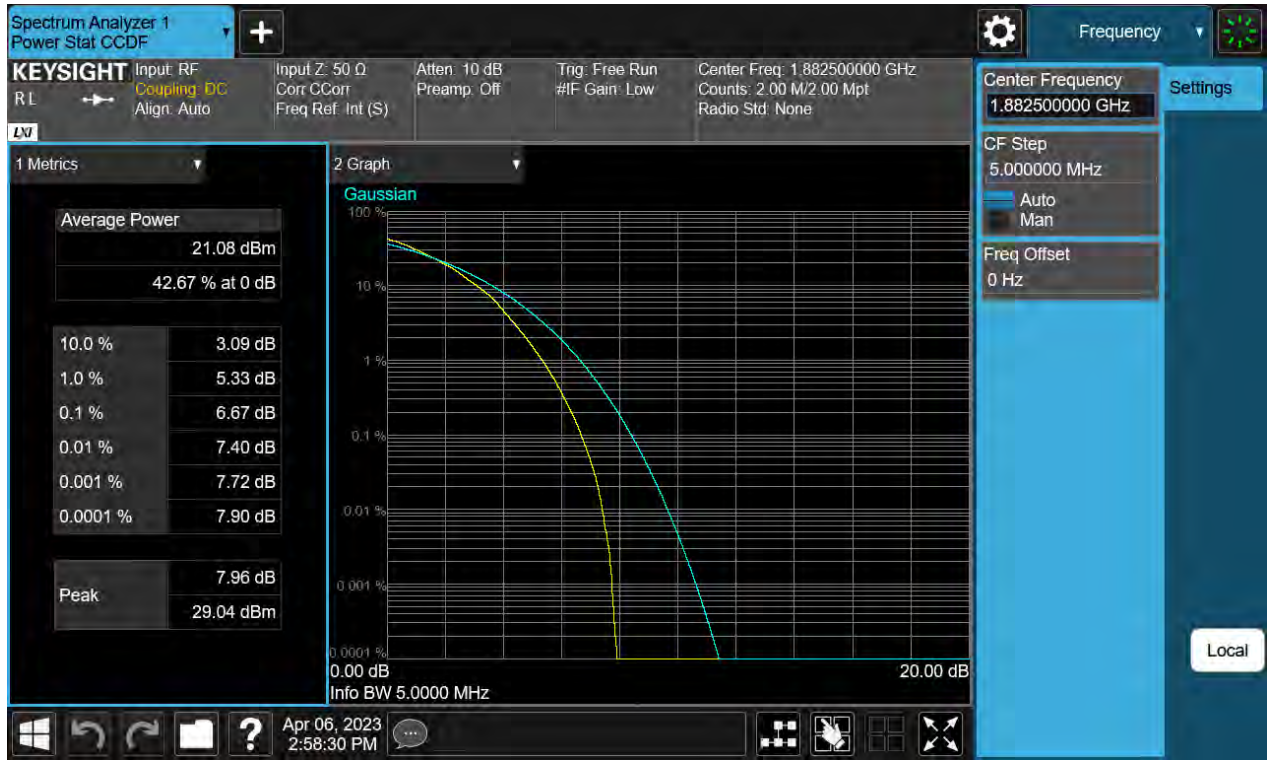 Spectrum Analyzer 1
Power Stat CCDF
+
Frequency
KEYSIGHT
RL
LXI
Input: RF
Coupling: DC
Align: Auto
Input Z: 50 Ω
Corr CCorr
Freq Ref: Int (S)
Atten: 10 dB
Preamp: Off
Trig: Free Run
#IF Gain: Low
Center Freq: 1.882500000 GHz
Counts: 2.00 M/2.00 Mpt
Radio Std: None
Center Frequency
1.882500000 GHz
Settings
CF Step
5.000000 MHz
Auto
Man
Freq Offset
0 Hz
1 Metrics
Average Power
21.08 dBm
42.67 % at 0 dB
10.0 % 3.09 dB
1.0 % 5.33 dB
0.1 % 6.67 dB
0.01 % 7.40 dB
0.001 % 7.72 dB
0.0001 % 7.90 dB
Peak
7.96 dB
29.04 dBm
2 Graph
Gaussian
100 %
10 %
1 %
0.1 %
0.01 %
0.001 %
0.0001 %
0.00 dB
20.00 dB
Info BW 5.0000 MHz
Local
?
Apr 06, 2023
2:58:30 PM